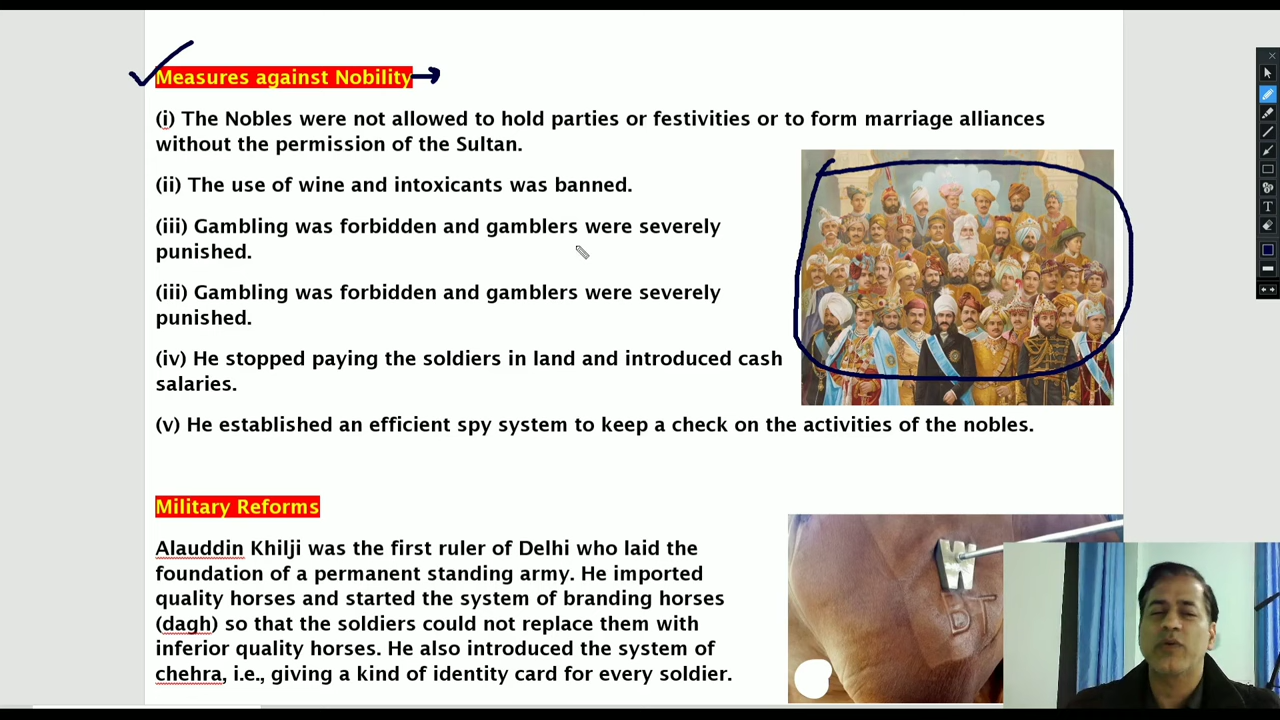 Measures against Nobility
(i) The Nobles were not allowed to hold parties or festivities or to form marriage alliances
without the permission of the Sultan.
(ii) The use of wine and intoxicants was banned.
(iii) Gambling was forbidden and gamblers were severely
punished.
(iii) Gambling was forbidden and gamblers were severely
punished.
(iv) He stopped paying the soldiers in land and introduced cash
salaries.
(v) He established an efficient spy system to keep a check on the activities of the nobles.
Military Reforms
Alauddin Khilji was the first ruler of Delhi who laid the
foundation of a permanent standing army. He imported
quality horses and started the system of branding horses
(dagh) so that the soldiers could not replace them with
inferior quality horses. He also introduced the system of
chehra, i.e., giving a kind of identity card for every soldier.
W
BT
T